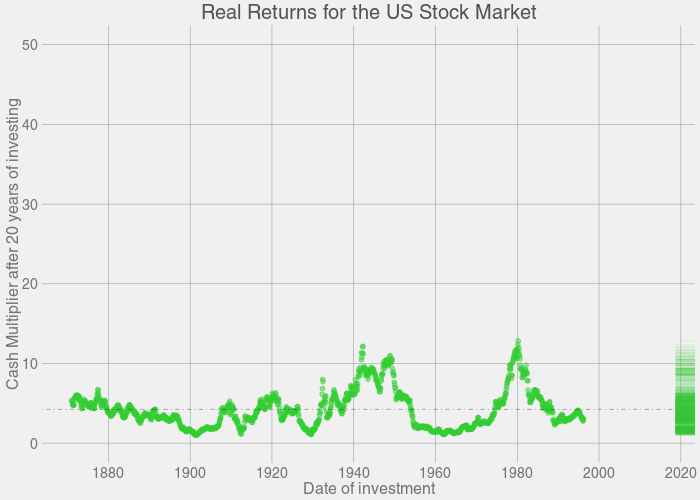 Real Returns for the US Stock Market
Cash Multiplier after 20 years of investing
50
40
30
20
10
0
1880 1900 1920 1940 1960 1980 2000 2020
Date of investment